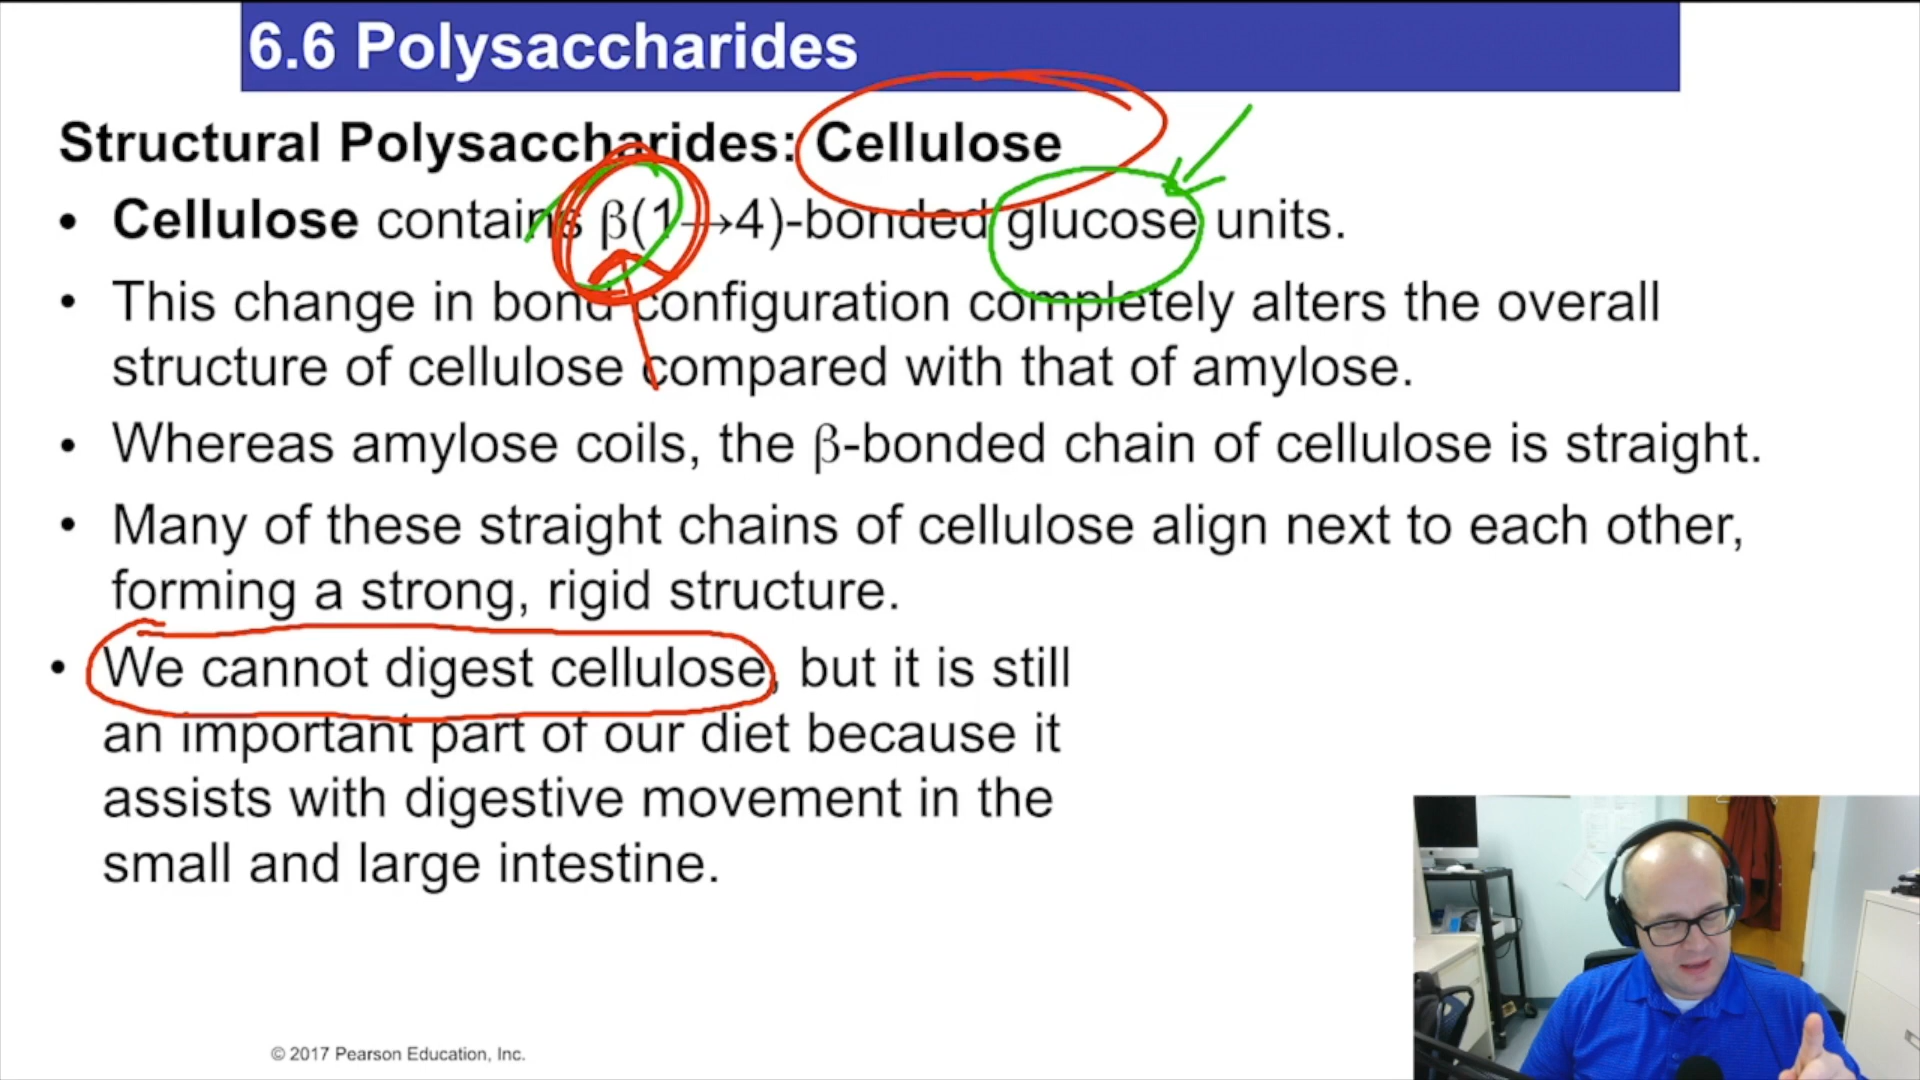 6.6 Polysaccharides
Structural Polysaccharides: Cellulose
• Cellulose contains β(1→4)-bonded glucose units.
• This change in bond configuration completely alters the overall
structure of cellulose compared with that of amylose.
• Whereas amylose coils, the β-bonded chain of cellulose is straight.
• Many of these straight chains of cellulose align next to each other,
forming a strong, rigid structure.
• We cannot digest cellulose, but it is still
an important part of our diet because it
assists with digestive movement in the
small and large intestine.
© 2017 Pearson Education, Inc.